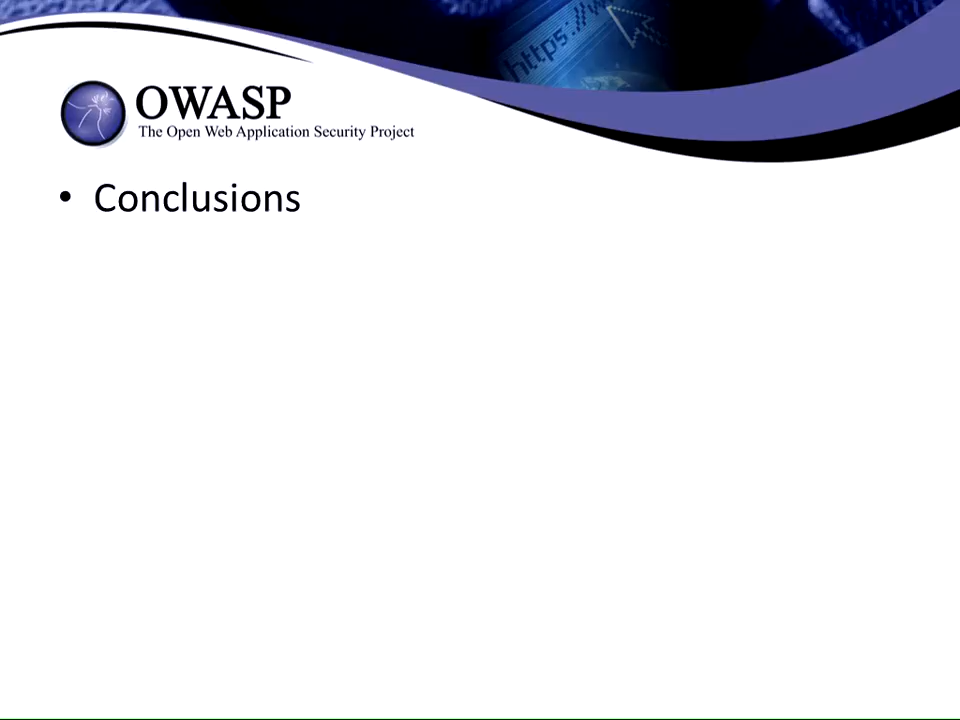 https://w
OWASP
The Open Web Application Security Project
• Conclusions